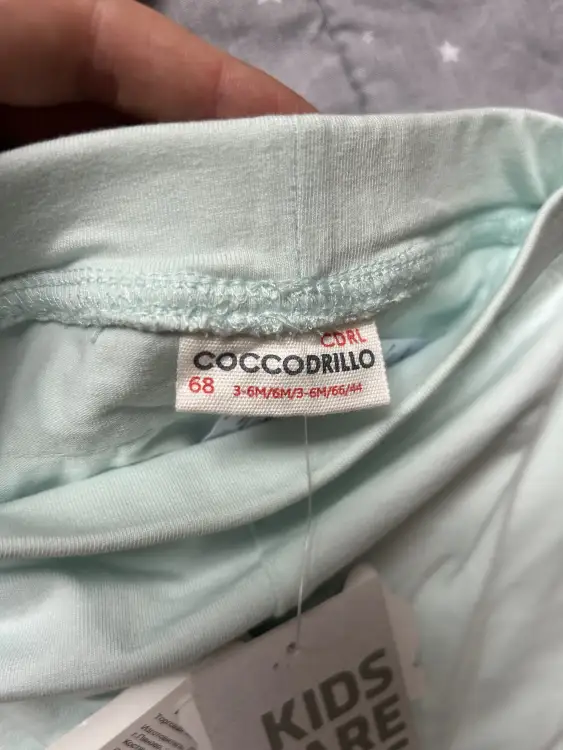 CDRL
COCCODRILLO
68 3-6M/6M/3-6M/66/44
KIDS
ARE